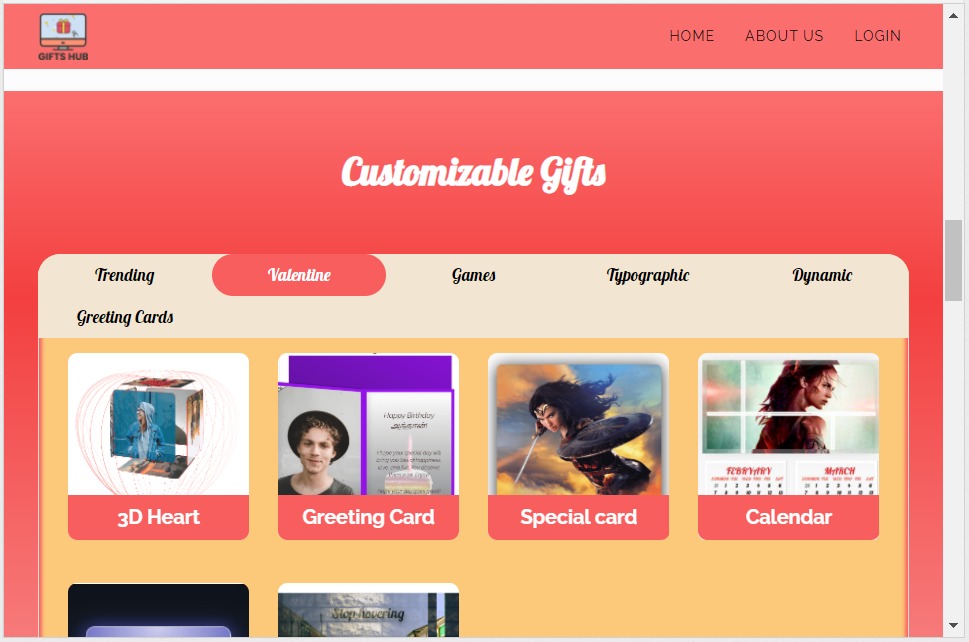 GIFTS HUB
HOME
ABOUT US
LOGIN
Customizable Gifts
Trending
Valentine
Games
Typographic
Dynamic
Greeting Cards
Happy Birthday
3D Heart
Greeting Card
Special card
FEBRVARY
MARCH
Calendar
Stop hovering